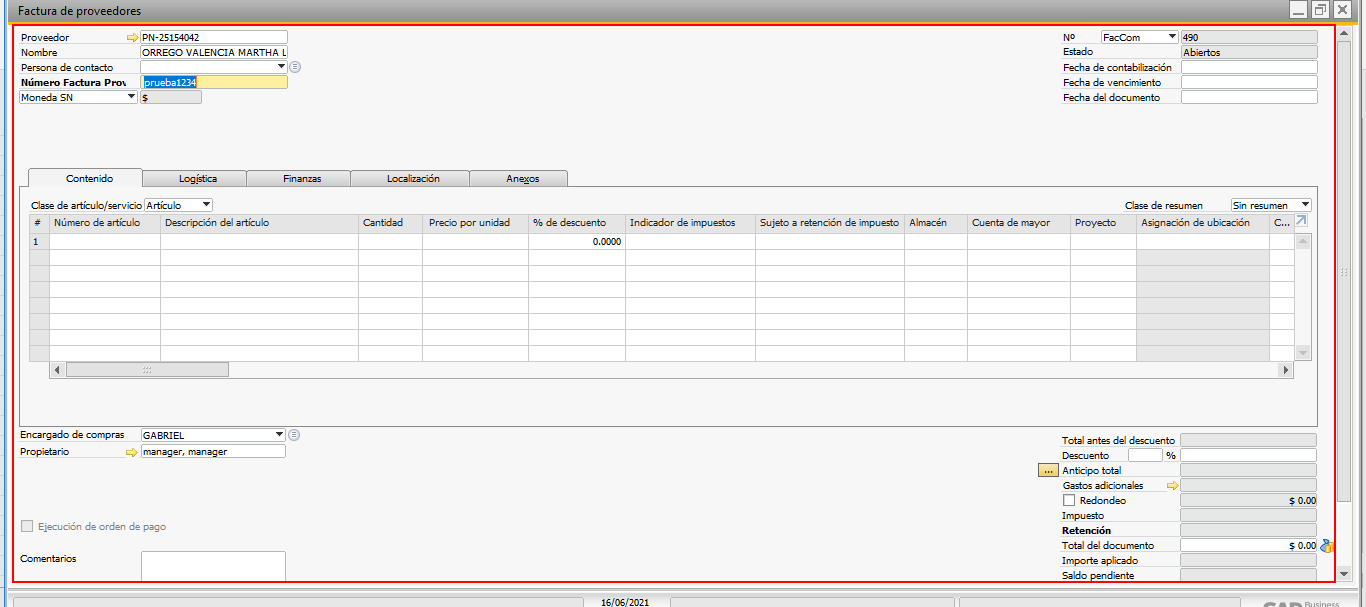 Factura de proveedores
Proveedor PN-25154042
Nombre ORREGO VALENCIA MARTHA L
Persona de contacto
Número Factura Prov prueba1234
Moneda SN $
Nº FacCom 490
Estado Abiertos
Fecha de contabilización
Fecha de vencimiento
Fecha del documento
Contenido Logística Finanzas Localización Anexos
Clase de artículo/servicio Artículo Clase de resumen Sin resumen
# Número de artículo Descripción del artículo Cantidad Precio por unidad % de descuento Indicador de impuestos Sujeto a retención de impuesto Almacén Cuenta de mayor Proyecto Asignación de ubicación C...
1 0.0000
Encargado de compras GABRIEL
Propietario manager, manager
Ejecución de orden de pago
Comentarios
Total antes del descuento
Descuento %
... Anticipo total
Gastos adicionales
Redondeo $ 0.00
Impuesto
Retención
Total del documento $ 0.00
Importe aplicado
Saldo pendiente
16/06/2021
SAP Business